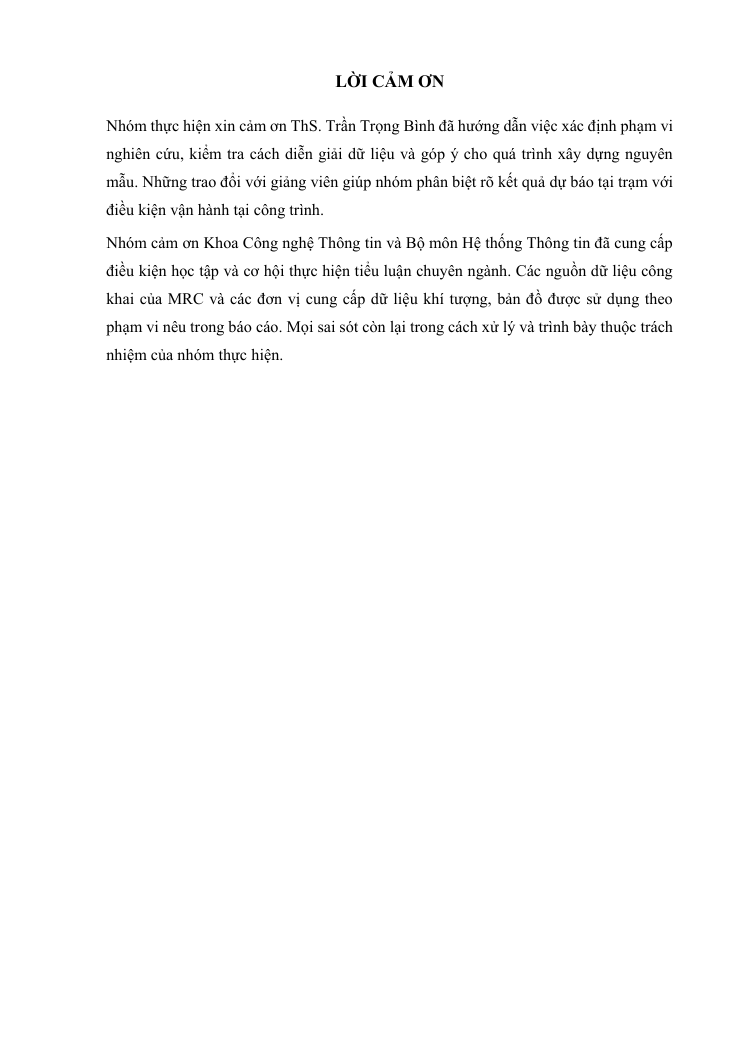 LỜI CẢM ƠN
Nhóm thực hiện xin cảm ơn ThS. Trần Trọng Bình đã hướng dẫn việc xác định phạm vi
nghiên cứu, kiểm tra cách diễn giải dữ liệu và góp ý cho quá trình xây dựng nguyên
mẫu. Những trao đổi với giảng viên giúp nhóm phân biệt rõ kết quả dự báo tại trạm với
điều kiện vận hành tại công trình.
Nhóm cảm ơn Khoa Công nghệ Thông tin và Bộ môn Hệ thống Thông tin đã cung cấp
điều kiện học tập và cơ hội thực hiện tiểu luận chuyên ngành. Các nguồn dữ liệu công
khai của MRC và các đơn vị cung cấp dữ liệu khí tượng, bản đồ được sử dụng theo
phạm vi nêu trong báo cáo. Mọi sai sót còn lại trong cách xử lý và trình bày thuộc trách
nhiệm của nhóm thực hiện.